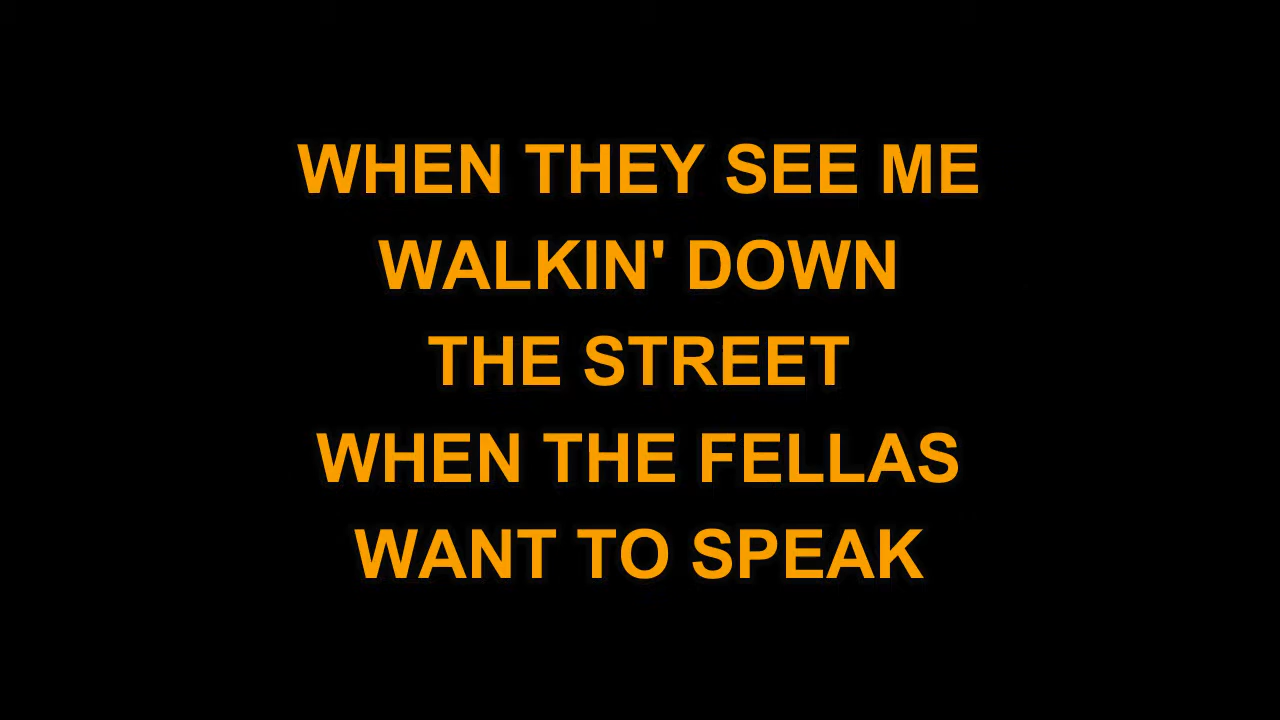 WHEN THEY SEE ME
WALKIN' DOWN
THE STREET
WHEN THE FELLAS
WANT TO SPEAK